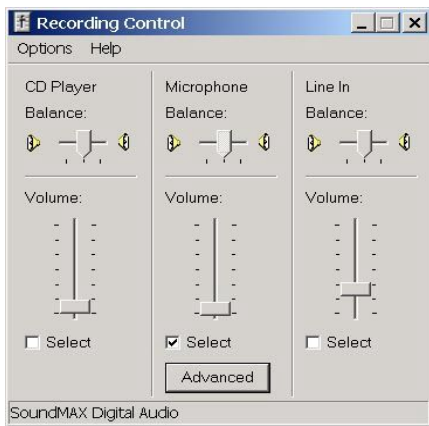 Recording Control
Options Help
CD Player Microphone Line In
Balance: Balance: Balance:
Volume: Volume: Volume:
Select Select Select
Advanced
SoundMAX Digital Audio